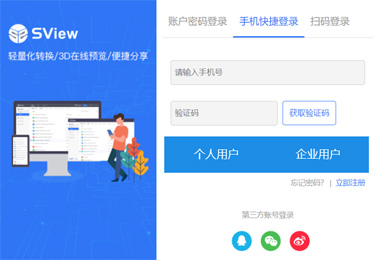 SView
轻量化转换/3D在线预览/便捷分享
账户密码登录 手机快捷登录 扫码登录
请输入手机号
验证码 获取验证码
个人用户 企业用户
忘记密码? | 立即注册
第三方账号登录